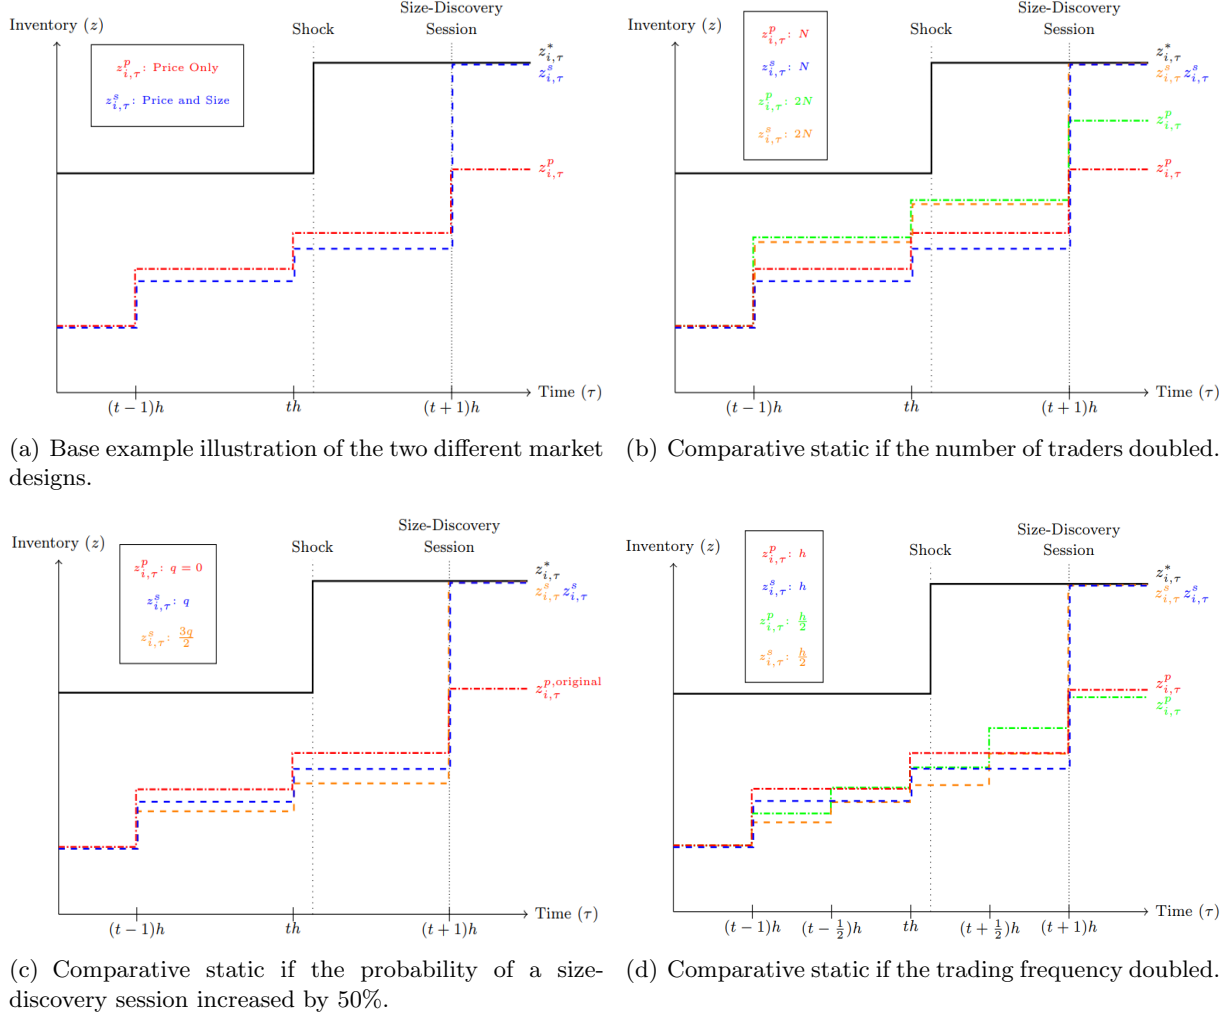 Inventory (z)
Shock
Size-Discovery
Session
z^p_{i,τ}: Price Only
z^s_{i,τ}: Price and Size
z^*_{i,τ}
z^s_{i,τ}
z^p_{i,τ}
(t − 1)h
th
(t + 1)h
Time (τ)
(a) Base example illustration of the two different market
designs.
Inventory (z)
Shock
Size-Discovery
Session
z^p_{i,τ}: N
z^s_{i,τ}: N
z^p_{i,τ}: 2N
z^s_{i,τ}: 2N
z^*_{i,τ}
z^s_{i,τ} z^s_{i,τ}
z^p_{i,τ}
z^p_{i,τ}
(t − 1)h
th
(t + 1)h
Time (τ)
(b) Comparative static if the number of traders doubled.
Inventory (z)
Shock
Size-Discovery
Session
z^p_{i,τ}: q = 0
z^s_{i,τ}: q
z^s_{i,τ}: \frac{3q}{2}
z^*_{i,τ}
z^s_{i,τ} z^s_{i,τ}
z^{p,original}_{i,τ}
(t − 1)h
th
(t + 1)h
Time (τ)
(c) Comparative static if the probability of a size-
discovery session increased by 50%.
Inventory (z)
Shock
Size-Discovery
Session
z^p_{i,τ}: h
z^s_{i,τ}: h
z^p_{i,τ}: \frac{h}{2}
z^s_{i,τ}: \frac{h}{2}
z^*_{i,τ}
z^s_{i,τ} z^s_{i,τ}
z^p_{i,τ}
z^p_{i,τ}
(t − 1)h
(t − \frac{1}{2})h
th
(t + \frac{1}{2})h
(t + 1)h
Time (τ)
(d) Comparative static if the trading frequency doubled.